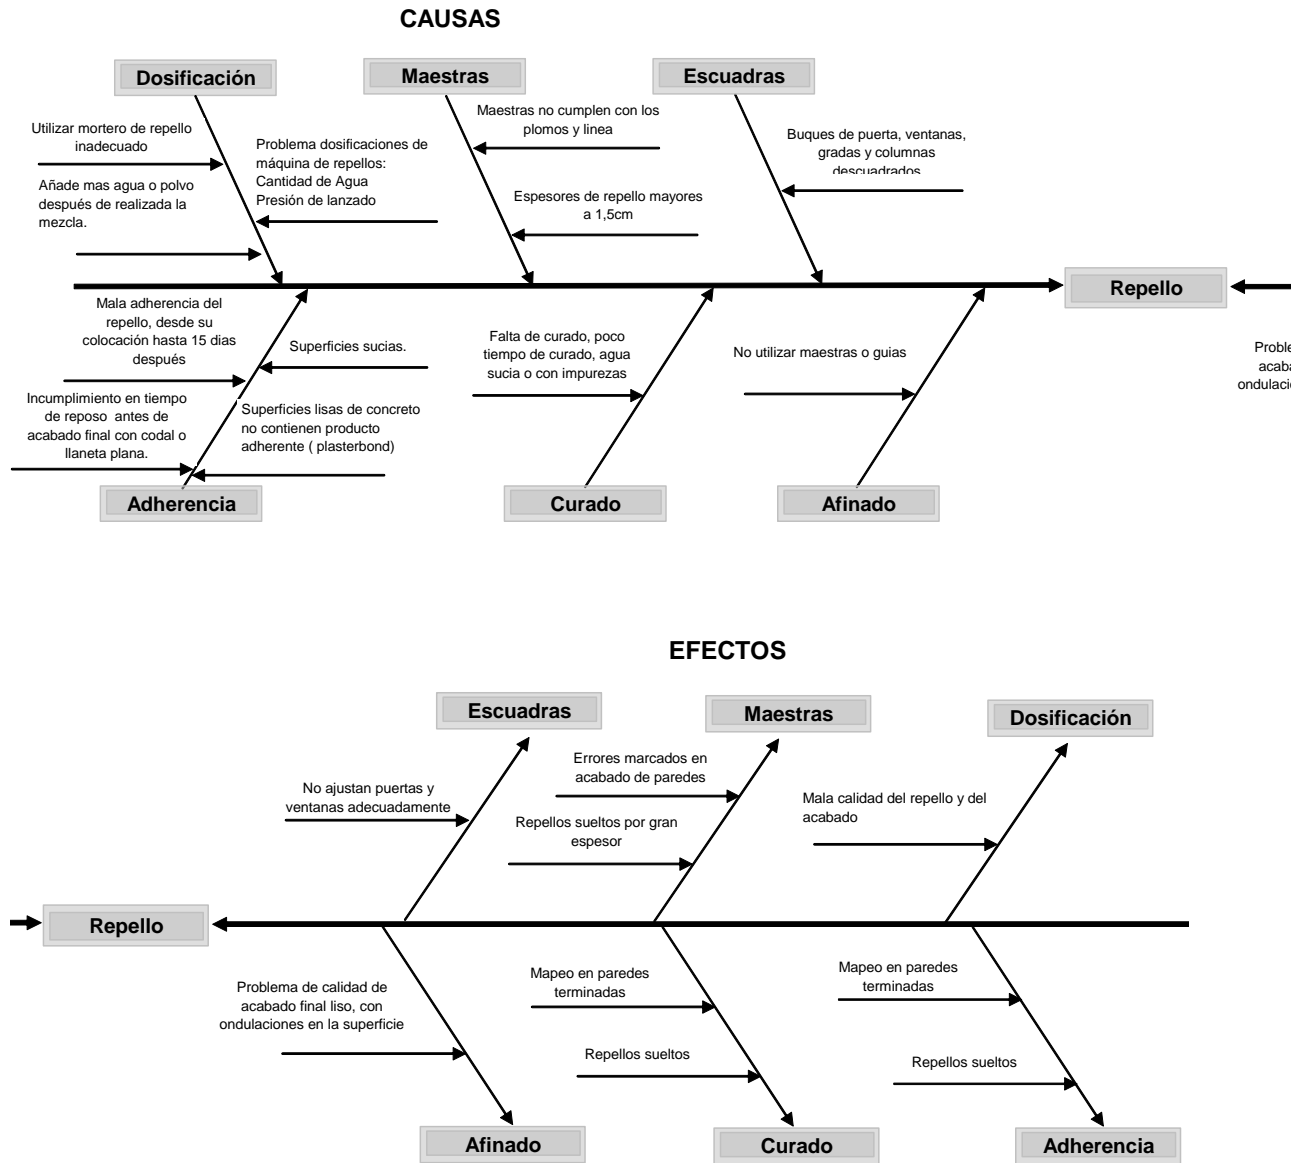 CAUSAS
Dosificación
Maestras
Escuadras
Utilizar mortero de repello
inadecuado
Añade mas agua o polvo
después de realizada la
mezcla.
Problema dosificaciones de
máquina de repellos:
Cantidad de Agua
Presión de lanzado
Maestras no cumplen con los
plomos y linea
Espesores de repello mayores
a 1,5cm
Buques de puerta, ventanas,
gradas y columnas
descuadrados
Repello
Mala adherencia del
repello, desde su
colocación hasta 15 dias
después
Superficies sucias.
Incumplimiento en tiempo
de reposo antes de
acabado final con codal o
llaneta plana.
Superficies lisas de concreto
no contienen producto
adherente ( plasterbond)
Falta de curado, poco
tiempo de curado, agua
sucia o con impurezas
No utilizar maestras o guias
Proble
acaba
ondulaci
Adherencia
Curado
Afinado
EFECTOS
Escuadras
Maestras
Dosificación
No ajustan puertas y
ventanas adecuadamente
Errores marcados en
acabado de paredes
Repellos sueltos por gran
espesor
Mala calidad del repello y del
acabado
Repello
Problema de calidad de
acabado final liso, con
ondulaciones en la superficie
Mapeo en paredes
terminadas
Repellos sueltos
Mapeo en paredes
terminadas
Repellos sueltos
Afinado
Curado
Adherencia